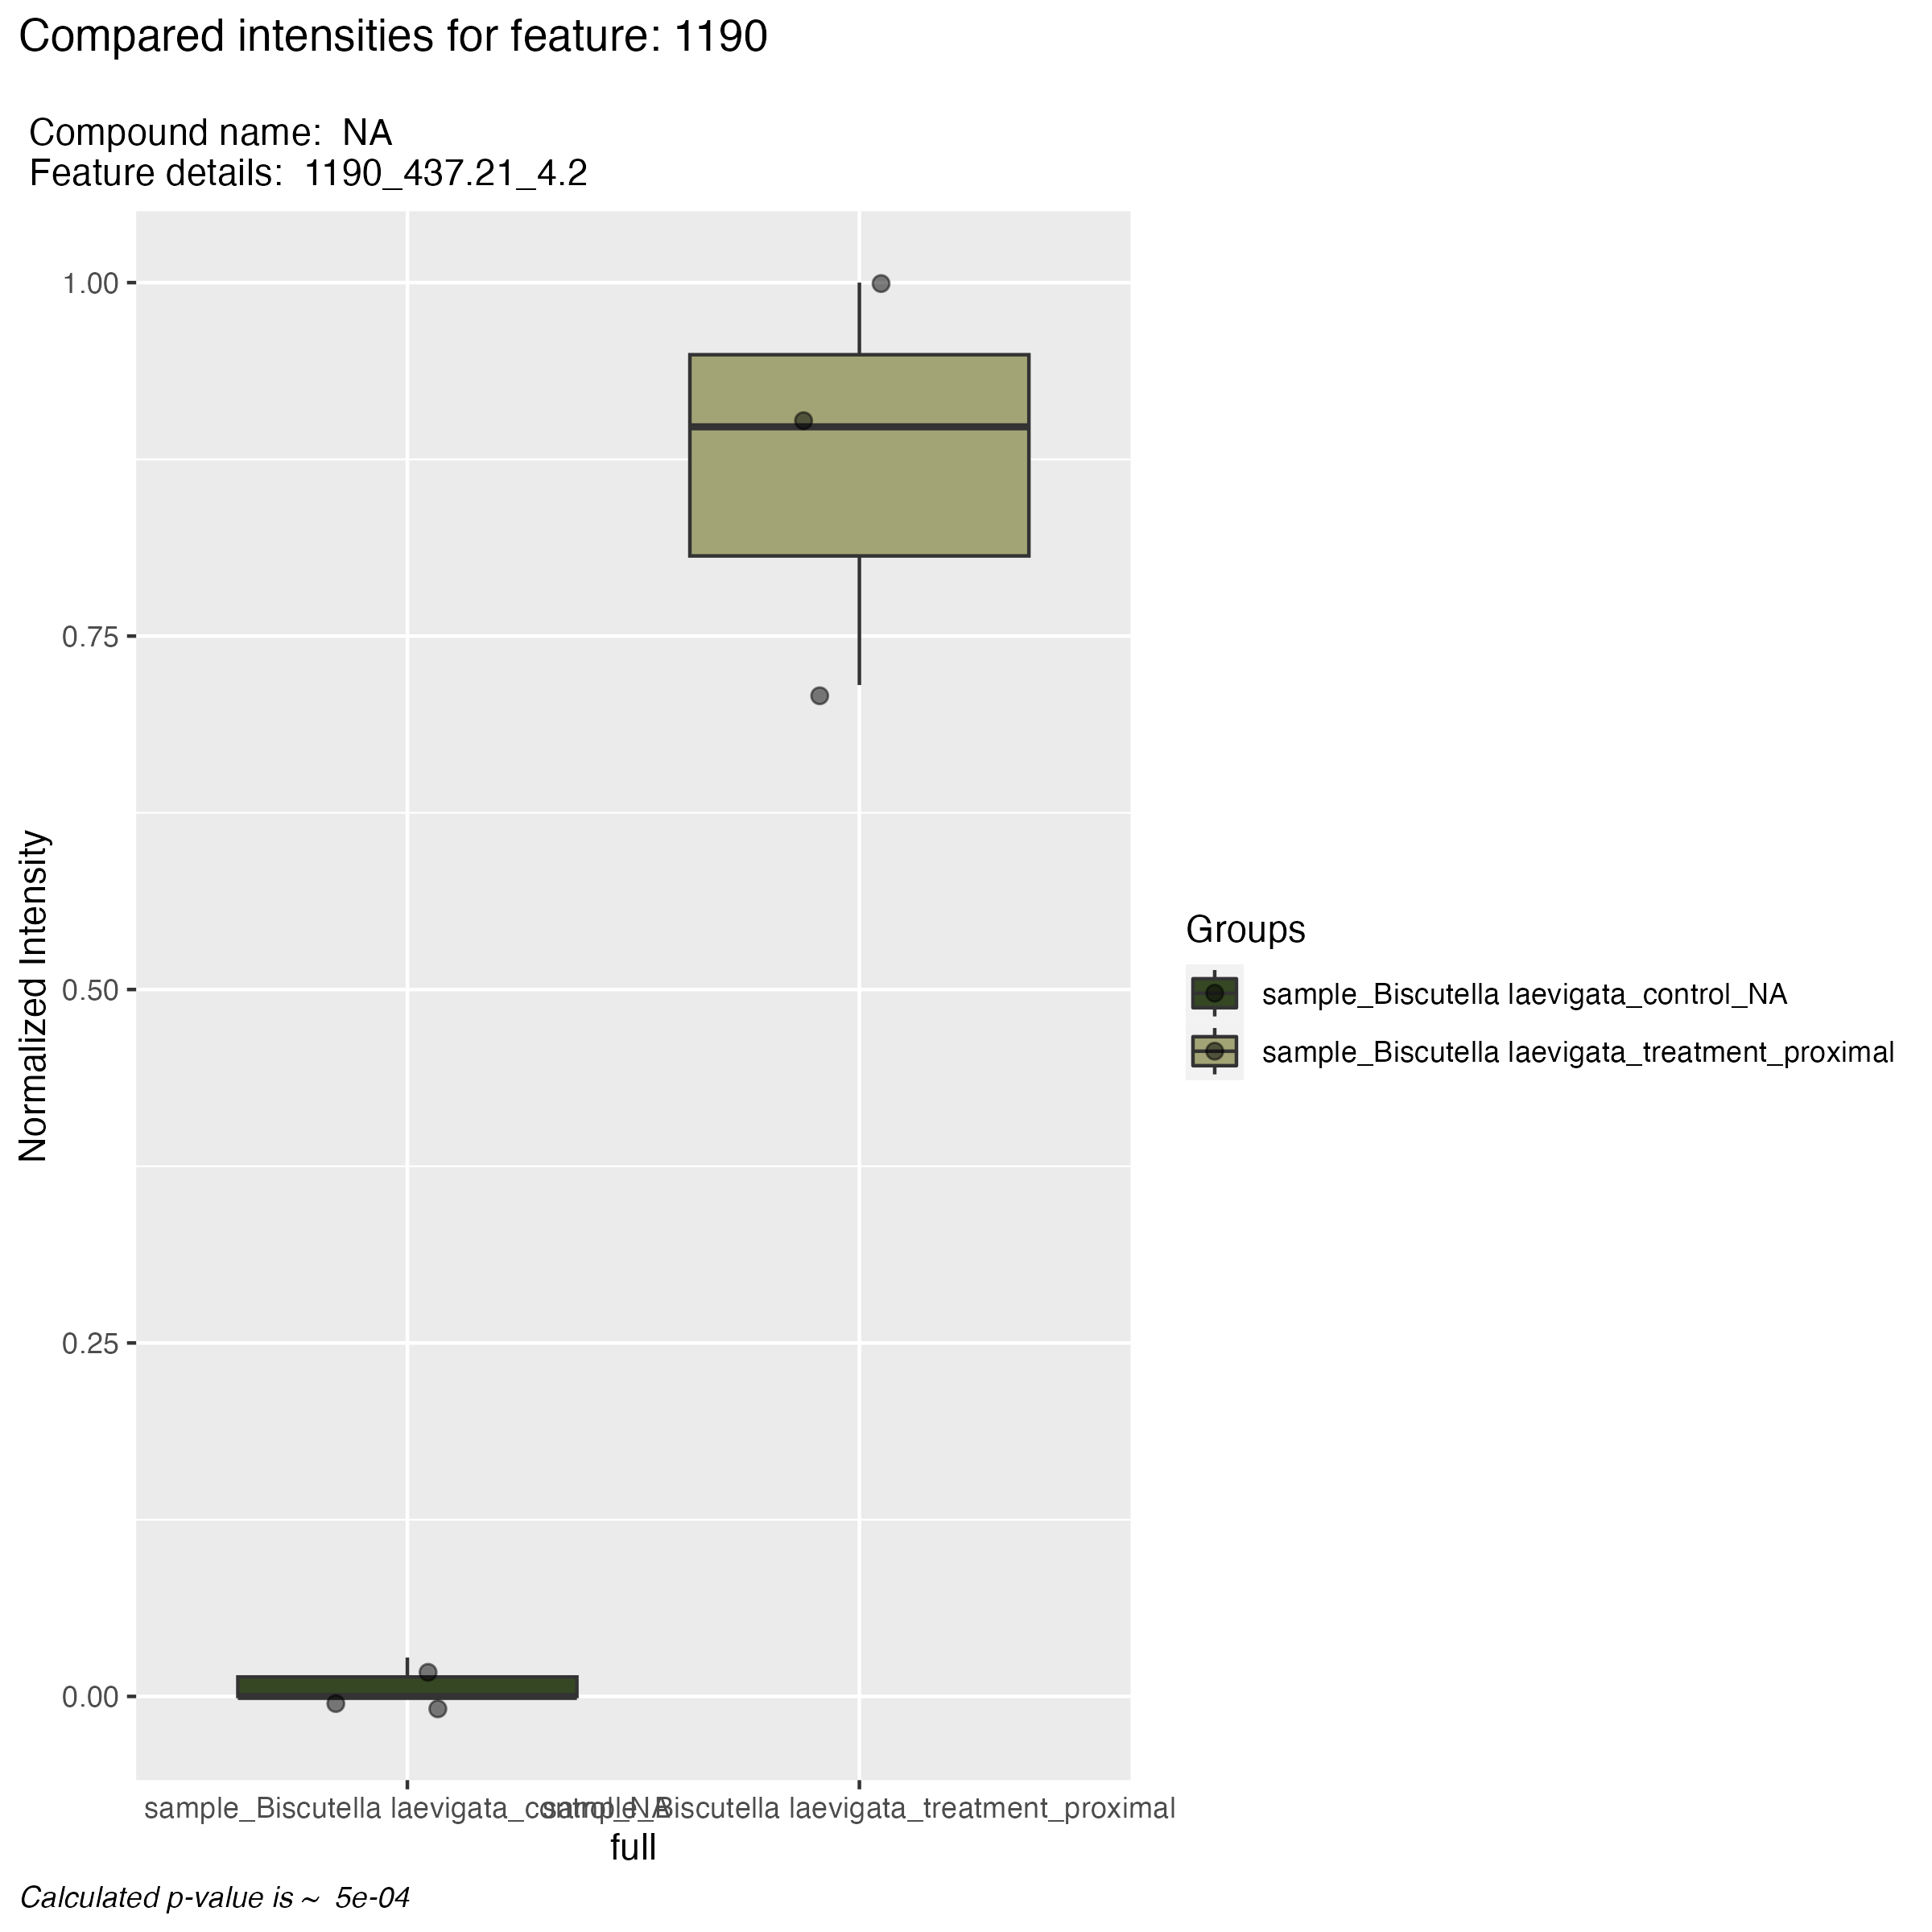 Compared intensities for feature: 1190
Compound name:  NA
Feature details:  1190_437.21_4.2
1.00
0.75
0.50
0.25
0.00
Normalized Intensity
Groups
sample_Biscutella laevigata_control_NA
sample_Biscutella laevigata_treatment_proximal
sample_Biscutella laevigata_control_NA
sample_Biscutella laevigata_treatment_proximal
full
Calculated p-value is ~ 5e-04